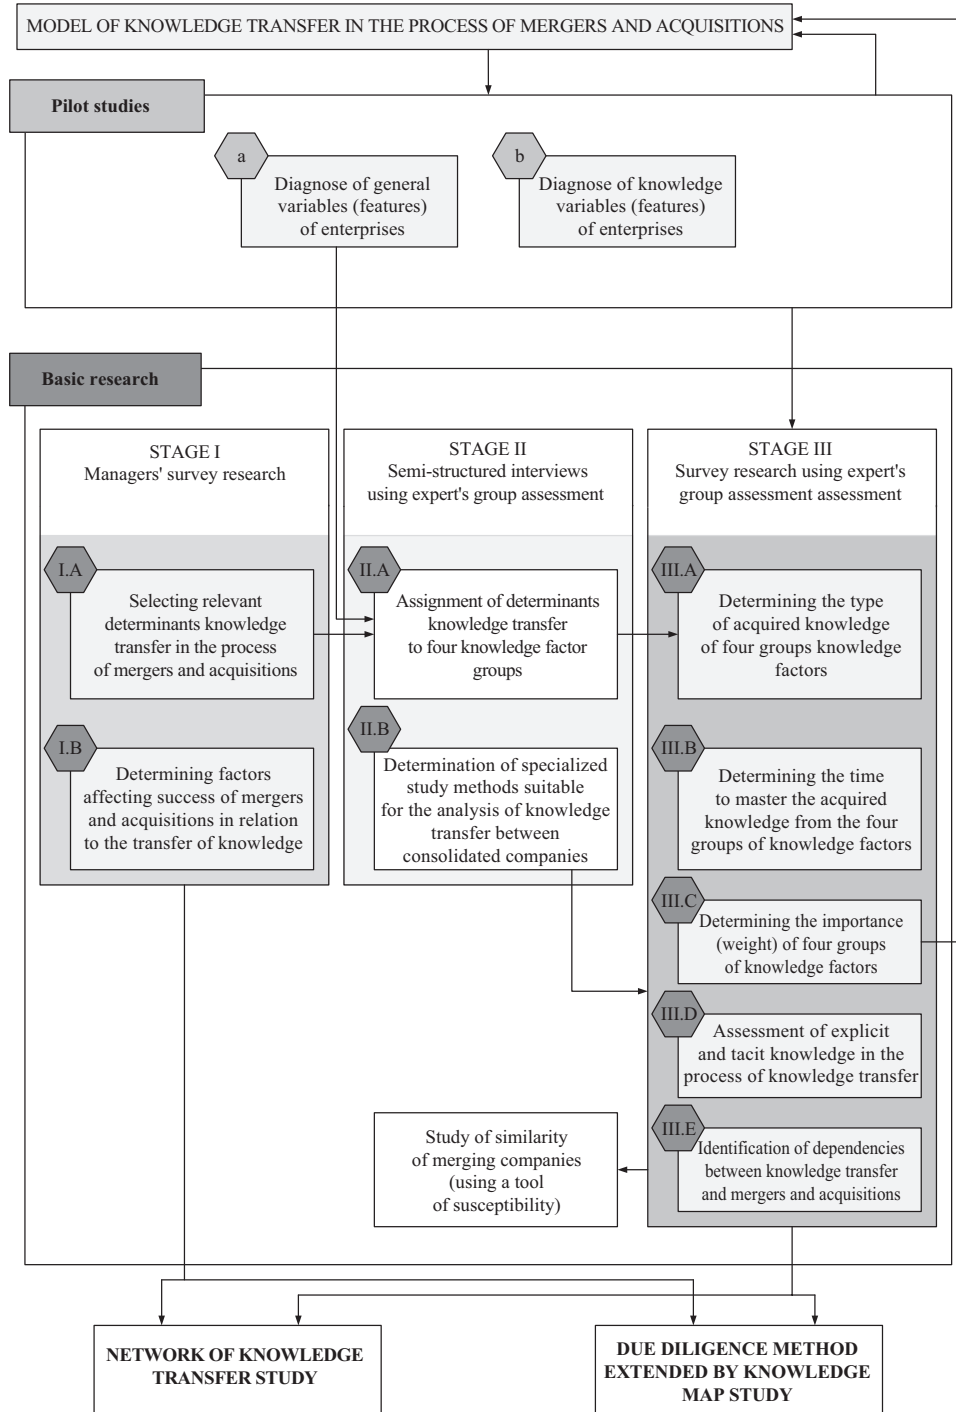 MODEL OF KNOWLEDGE TRANSFER IN THE PROCESS OF MERGERS AND ACQUISITIONS
Pilot studies
a
Diagnose of general
variables (features)
of enterprises
b
Diagnose of knowledge
variables (features)
of enterprises
Basic research
STAGE I
Managers' survey research
I.A
Selecting relevant
determinants knowledge
transfer in the process
of mergers and acquisitions
I.B
Determining factors
affecting success of mergers
and acquisitions in relation
to the transfer of knowledge
STAGE II
Semi-structured interviews
using expert's group assessment
II.A
Assignment of determinants
knowledge transfer
to four knowledge factor
groups
II.B
Determination of specialized
study methods suitable
for the analysis of knowledge
transfer between
consolidated companies
STAGE III
Survey research using expert's
group assessment assessment
III.A
Determining the type
of acquired knowledge
of four groups knowledge
factors
III.B
Determining the time
to master the acquired
knowledge from the four
groups of knowledge factors
III.C
Determining the importance
(weight) of four groups
of knowledge factors
III.D
Assessment of explicit
and tacit knowledge in the
process of knowledge transfer
III.E
Identification of dependencies
between knowledge transfer
and mergers and acquisitions
Study of similarity
of merging companies
(using a tool
of susceptibility)
NETWORK OF KNOWLEDGE
TRANSFER STUDY
DUE DILIGENCE METHOD
EXTENDED BY KNOWLEDGE
MAP STUDY